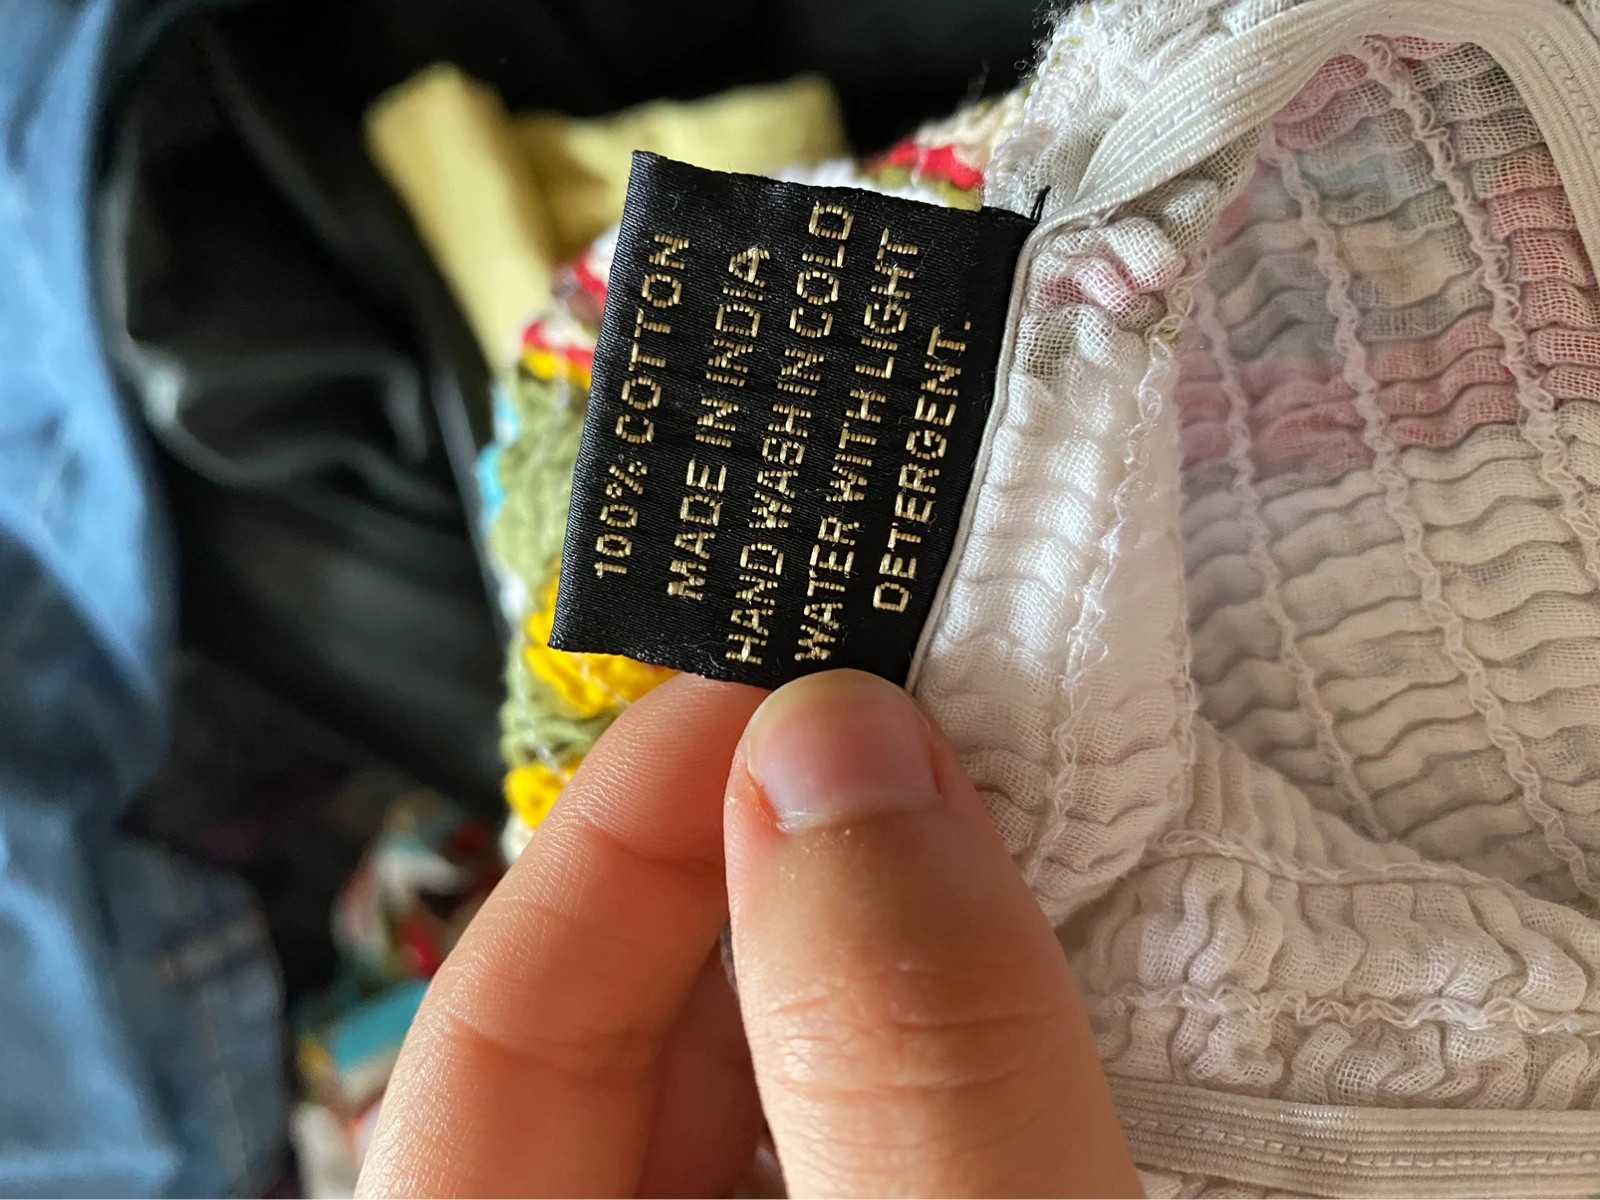 100% COTTON
MADE IN INDIA
HAND WASH IN COLD
WATER WITH LIGHT
DETERGENT.